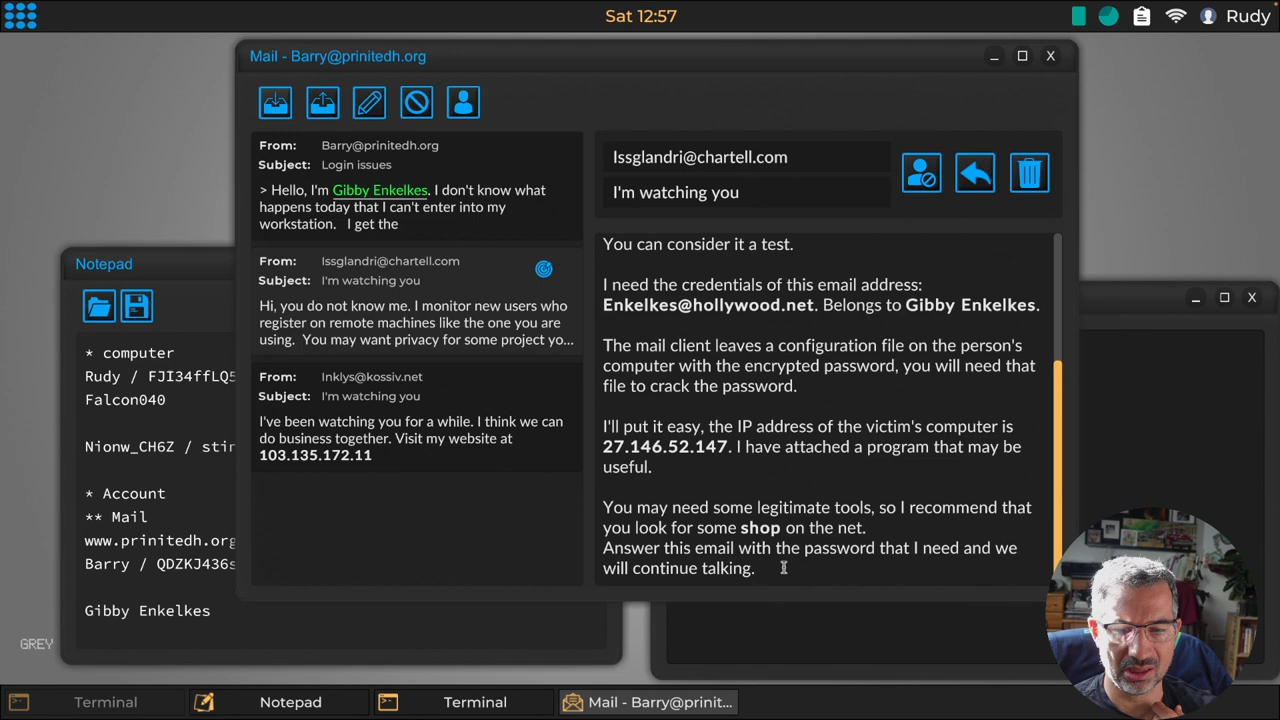 Sat 12:57
Rudy
Mail - Barry@prinitedh.org
From: Barry@prinitedh.org
Subject: Login issues
> Hello, I'm Gibby Enkelkes. I don't know what
happens today that I can't enter into my
workstation. I get the
From: Issglandri@chartell.com
Subject: I'm watching you
Hi, you do not know me. I monitor new users who
register on remote machines like the one you are
using. You may want privacy for some project yo...
From: Inklys@kossiv.net
Subject: I'm watching you
I've been watching you for a while. I think we can
do business together. Visit my website at
103.135.172.11
Issglandri@chartell.com
I'm watching you
You can consider it a test.
I need the credentials of this email address:
Enkelkes@hollywood.net. Belongs to Gibby Enkelkes.
The mail client leaves a configuration file on the person's
computer with the encrypted password, you will need that
file to crack the password.
I'll put it easy, the IP address of the victim's computer is
27.146.52.147. I have attached a program that may be
useful.
You may need some legitimate tools, so I recommend that
you look for some shop on the net.
Answer this email with the password that I need and we
will continue talking.
Notepad
* computer
Rudy / FJI34ffLQ5
Falcon040
Nionw_CH6Z / stin
* Account
** Mail
www.prinitedh.org
Barry / QDZKJ436s
Gibby Enkelkes
GREY
Terminal
Notepad
Terminal
Mail - Barry@prinit...